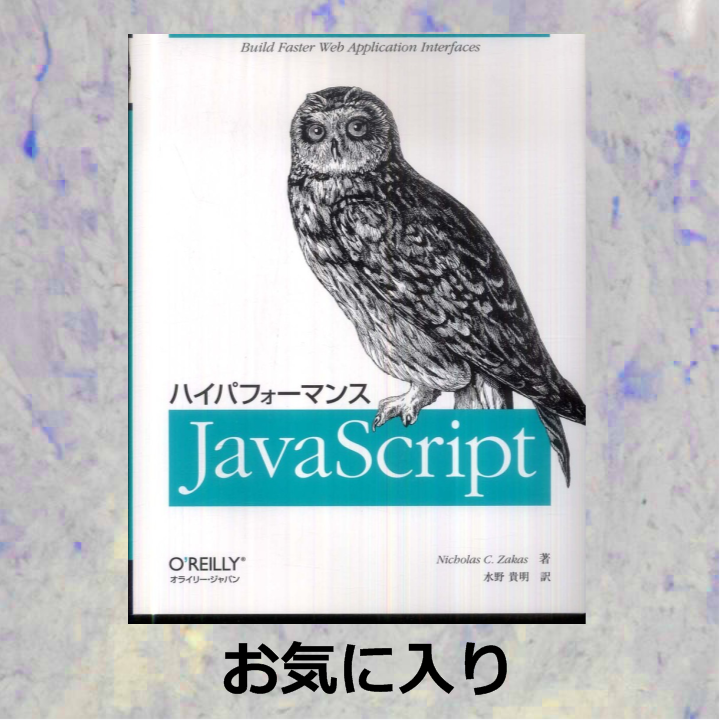 Build Faster Web Application Interfaces
ハイパフォーマンス
JavaScript
O'REILLY®
オライリー・ジャパン
Nicholas C. Zakas 著
水野 貴明 訳
お気に入り